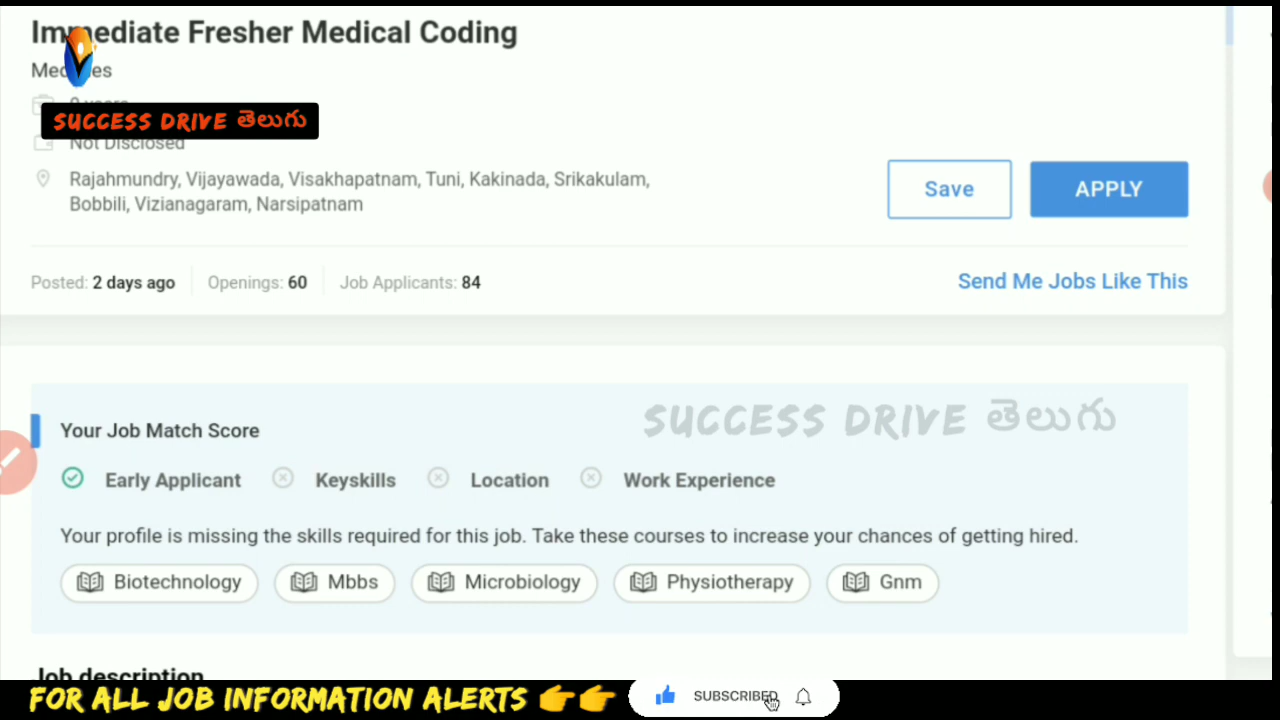 Immediate Fresher Medical Coding
SUCCESS DRIVE తెలుగు
Not Disclosed
Rajahmundry, Vijayawada, Visakhapatnam, Tuni, Kakinada, Srikakulam,
Bobbili, Vizianagaram, Narsipatnam
Save
APPLY
Posted: 2 days ago
Openings: 60
Job Applicants: 84
Send Me Jobs Like This
SUCCESS DRIVE తెలుగు
Your Job Match Score
Early Applicant
Keyskills
Location
Work Experience
Your profile is missing the skills required for this job. Take these courses to increase your chances of getting hired.
Biotechnology
Mbbs
Microbiology
Physiotherapy
Gnm
Job description
FOR ALL JOB INFORMATION ALERTS 👉👉
SUBSCRIBED